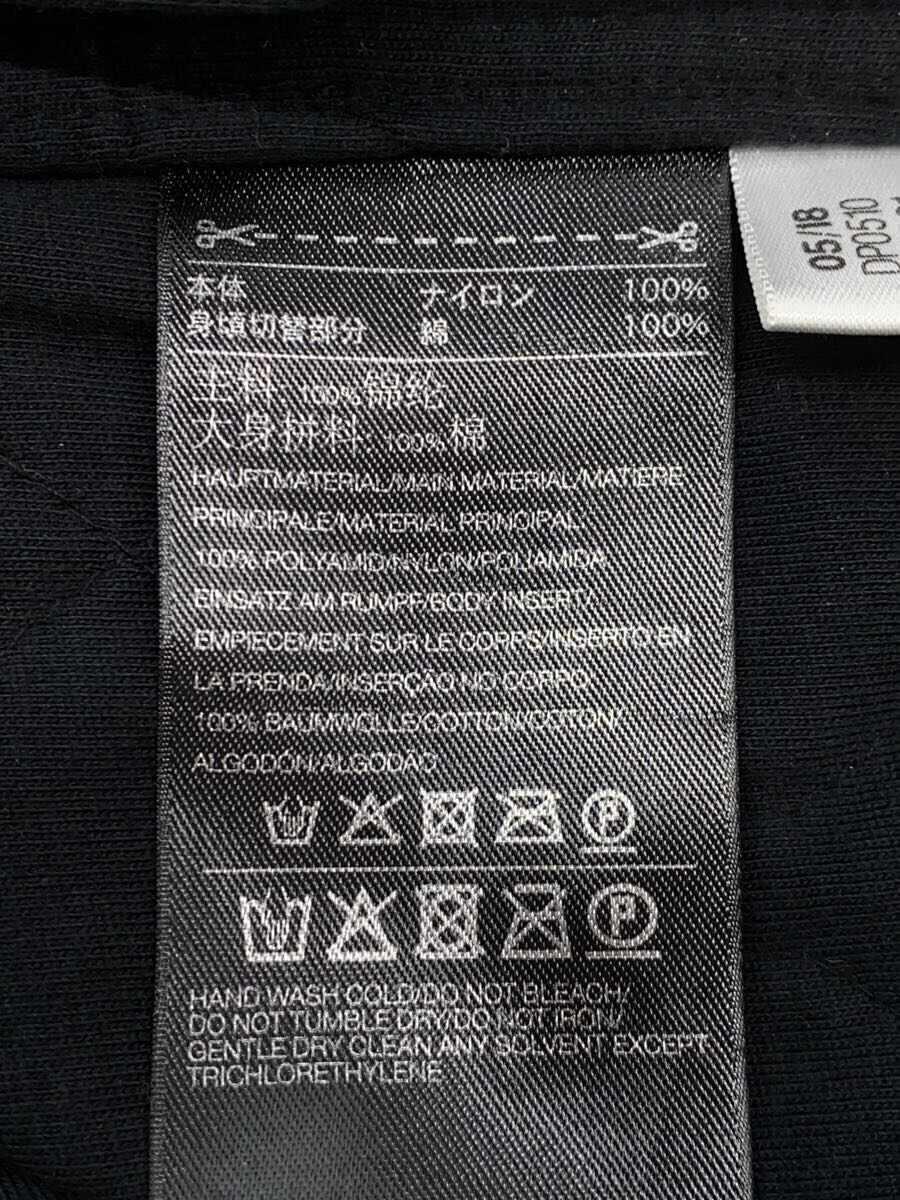 本体 ナイロン 100%
身頃切替部分 綿 100%
主料: 100%锦纶
大身拼料: 100%棉
HAUPTMATERIAL/MAIN MATERIAL/MATIERE
PRINCIPALE/MATERIAL PRINCIPAL
100% POLYAMID/NYLON/POLIAMIDA
EINSATZ AM RUMPF/BODY INSERT/
EMPIECEMENT SUR LE CORPS/INSERTO EN
LA PRENDA/INSERÇAO NO CORPO
100% BAUMWOLLE/COTTON/COTON/
ALGODÓN/ALGODÃO
P
P
HAND WASH COLD/DO NOT BLEACH/
DO NOT TUMBLE DRY/DO NOT IRON/
GENTLE DRY CLEAN ANY SOLVENT EXCEPT
TRICHLORETHYLENE
05/18
DP0510